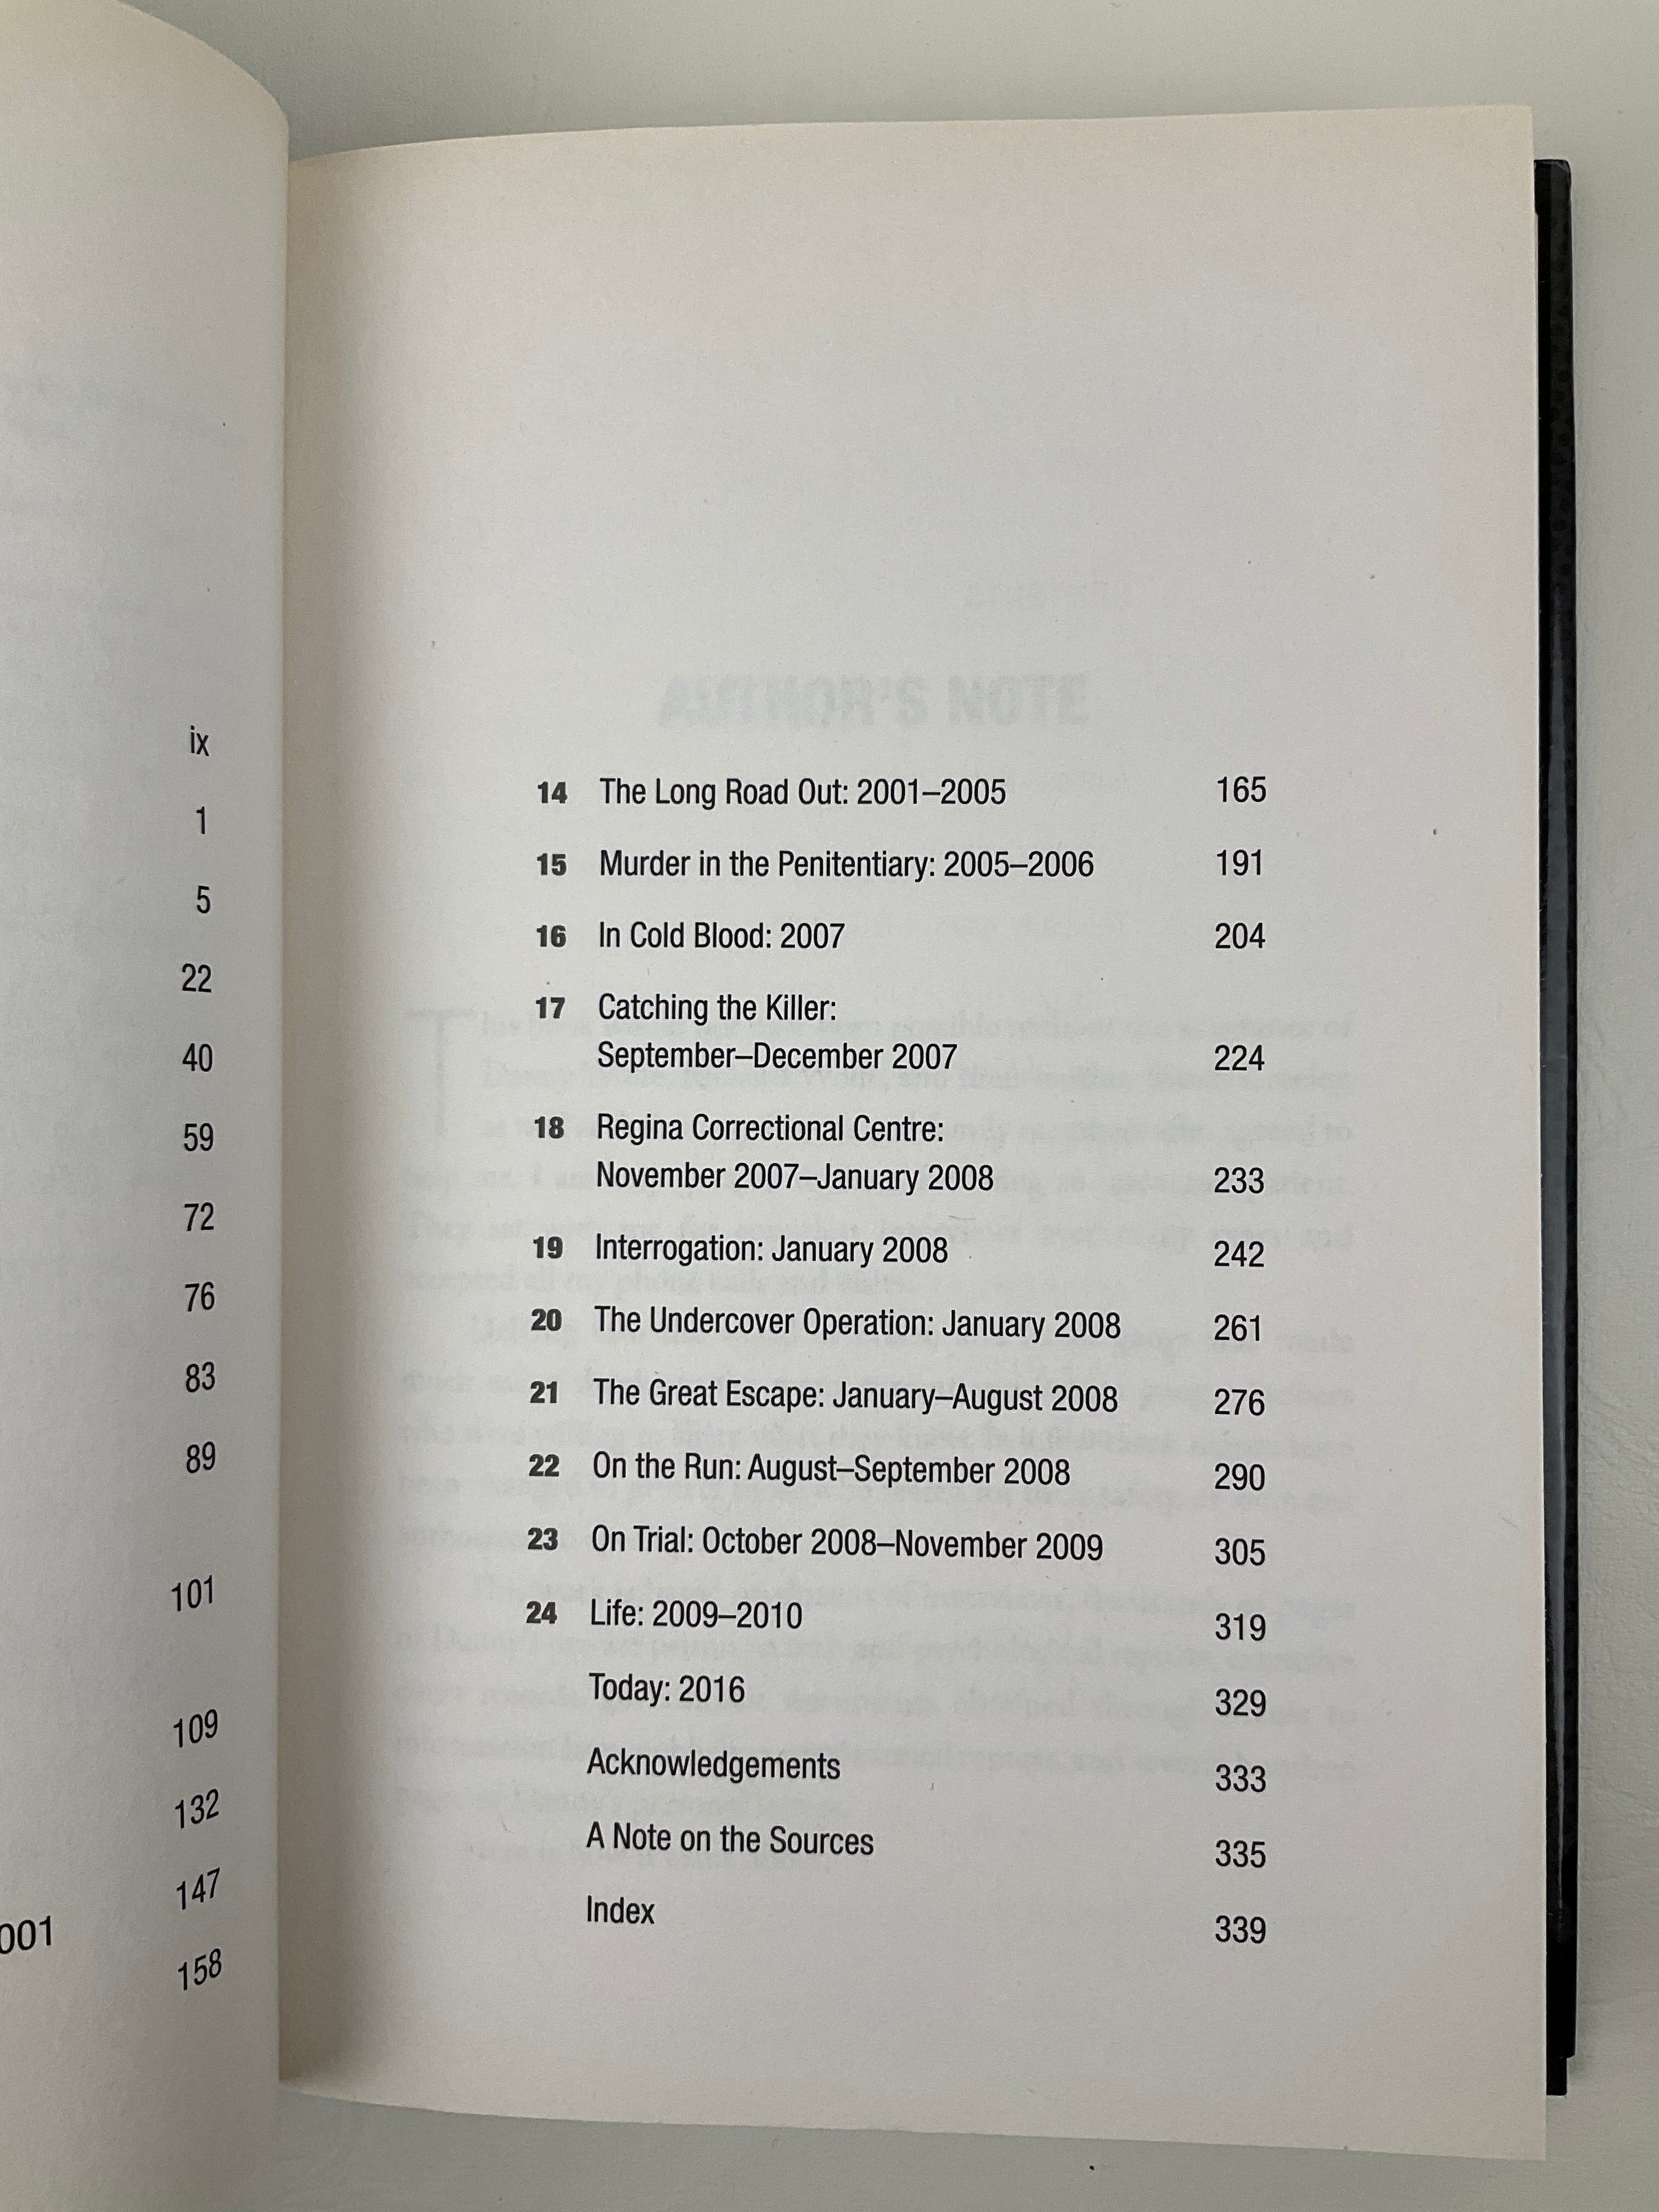 ix
1
5
22
40
59
72
76
83
89
101
109
132
147
001
158
AUTHOR'S NOTE
14 The Long Road Out: 2001–2005 165
15 Murder in the Penitentiary: 2005–2006 191
16 In Cold Blood: 2007 204
17 Catching the Killer:
September–December 2007 224
18 Regina Correctional Centre:
November 2007–January 2008 233
19 Interrogation: January 2008 242
20 The Undercover Operation: January 2008 261
21 The Great Escape: January–August 2008 276
22 On the Run: August–September 2008 290
23 On Trial: October 2008–November 2009 305
24 Life: 2009–2010 319
Today: 2016 329
Acknowledgements 333
A Note on the Sources 335
Index 339